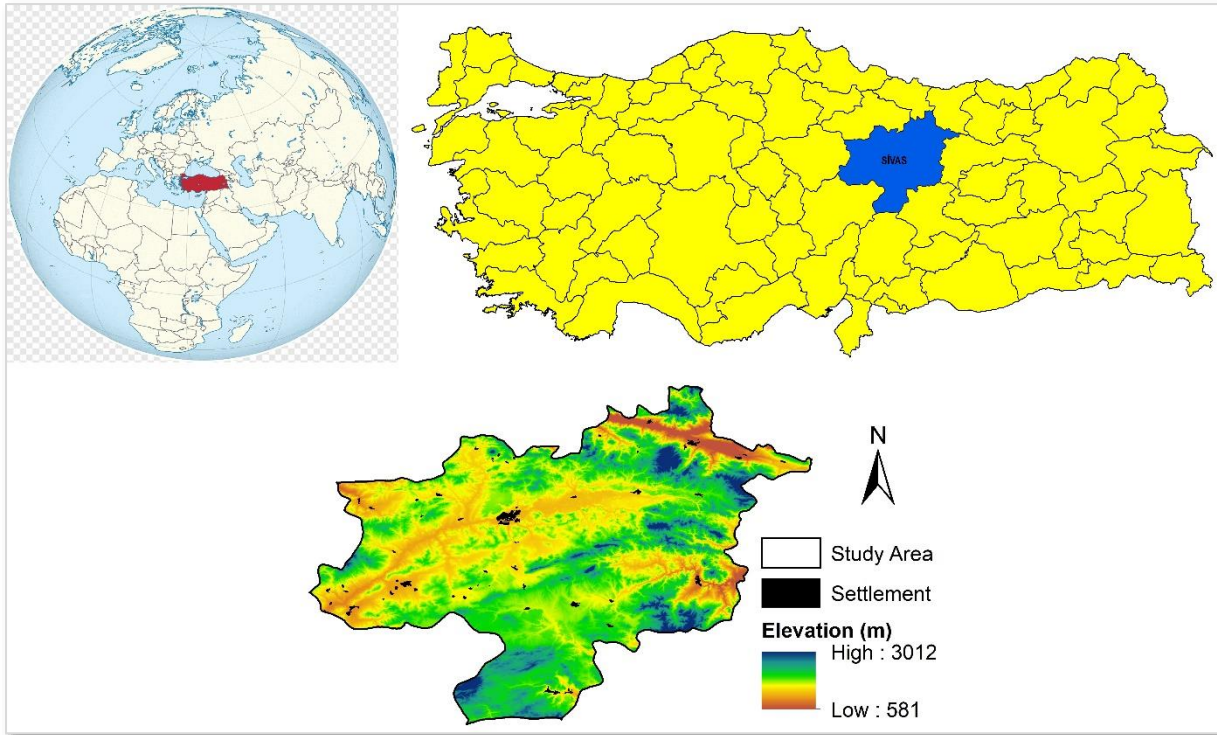 SİVAS
N
Study Area
Settlement
Elevation (m)
High : 3012
Low : 581